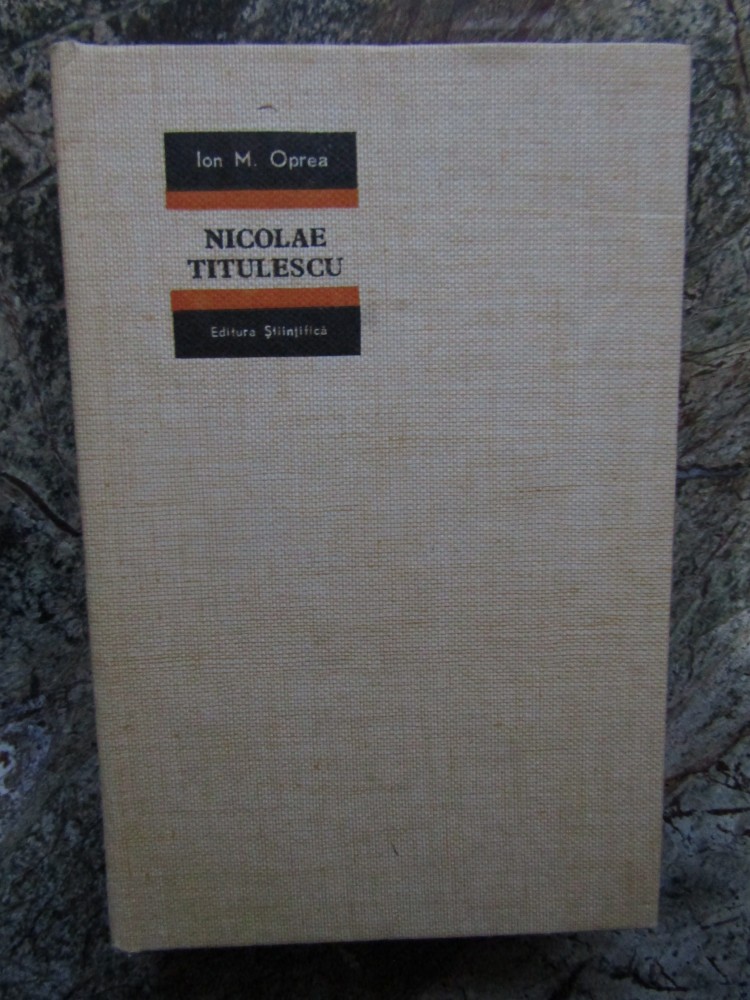 Ion M. Oprea
NICOLAE
TITULESCU
Editura Științifică